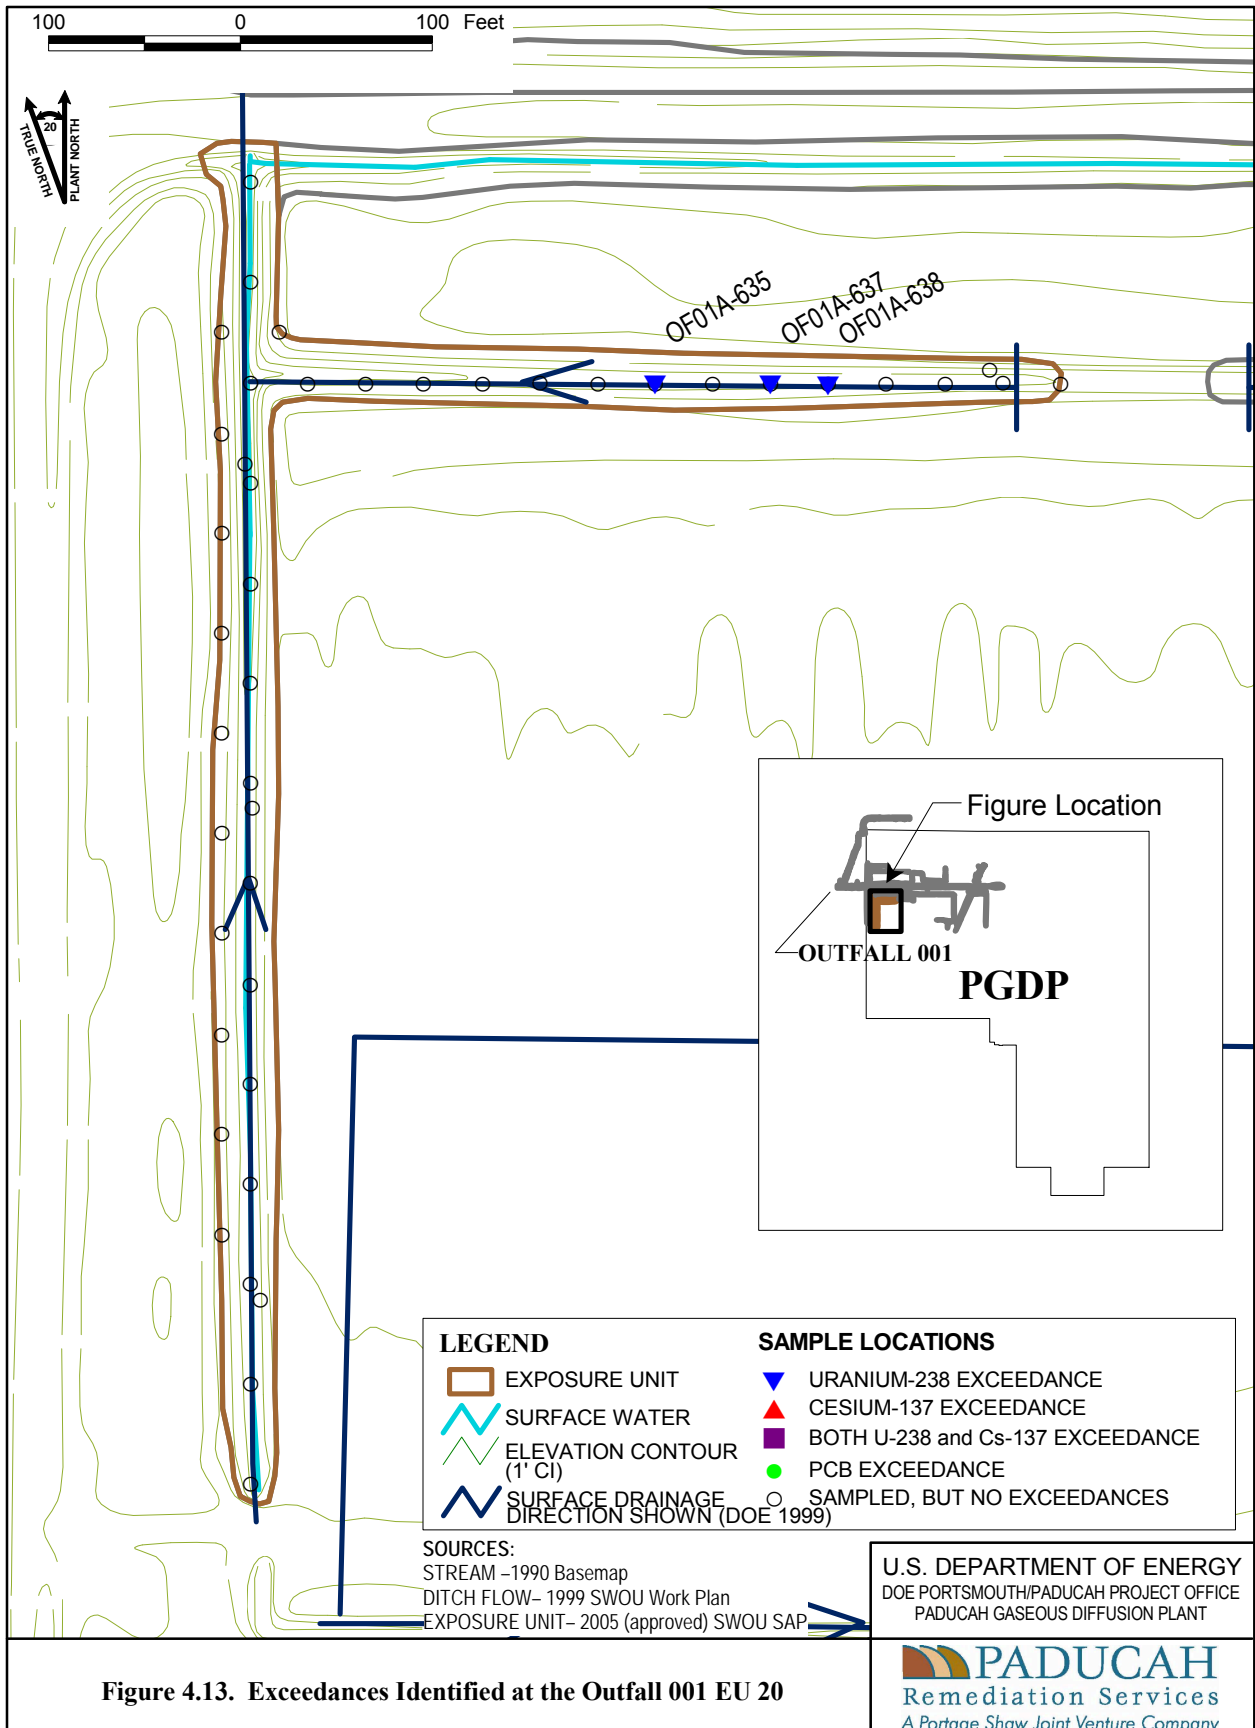 100 0 100 Feet
TRUE NORTH
20
PLANT NORTH
OF01A-635
OF01A-637
OF01A-638
Figure Location
OUTFALL 001
PGDP
LEGEND
EXPOSURE UNIT
SURFACE WATER
ELEVATION CONTOUR
(1' CI)
SURFACE DRAINAGE
DIRECTION SHOWN (DOE 1999)
SAMPLE LOCATIONS
URANIUM-238 EXCEEDANCE
CESIUM-137 EXCEEDANCE
BOTH U-238 and Cs-137 EXCEEDANCE
PCB EXCEEDANCE
SAMPLED, BUT NO EXCEEDANCES
SOURCES:
STREAM –1990 Basemap
DITCH FLOW– 1999 SWOU Work Plan
EXPOSURE UNIT– 2005 (approved) SWOU SAP
U.S. DEPARTMENT OF ENERGY
DOE PORTSMOUTH/PADUCAH PROJECT OFFICE
PADUCAH GASEOUS DIFFUSION PLANT
Figure 4.13. Exceedances Identified at the Outfall 001 EU 20
PADUCAH
Remediation Services
A Portage Shaw Joint Venture Company